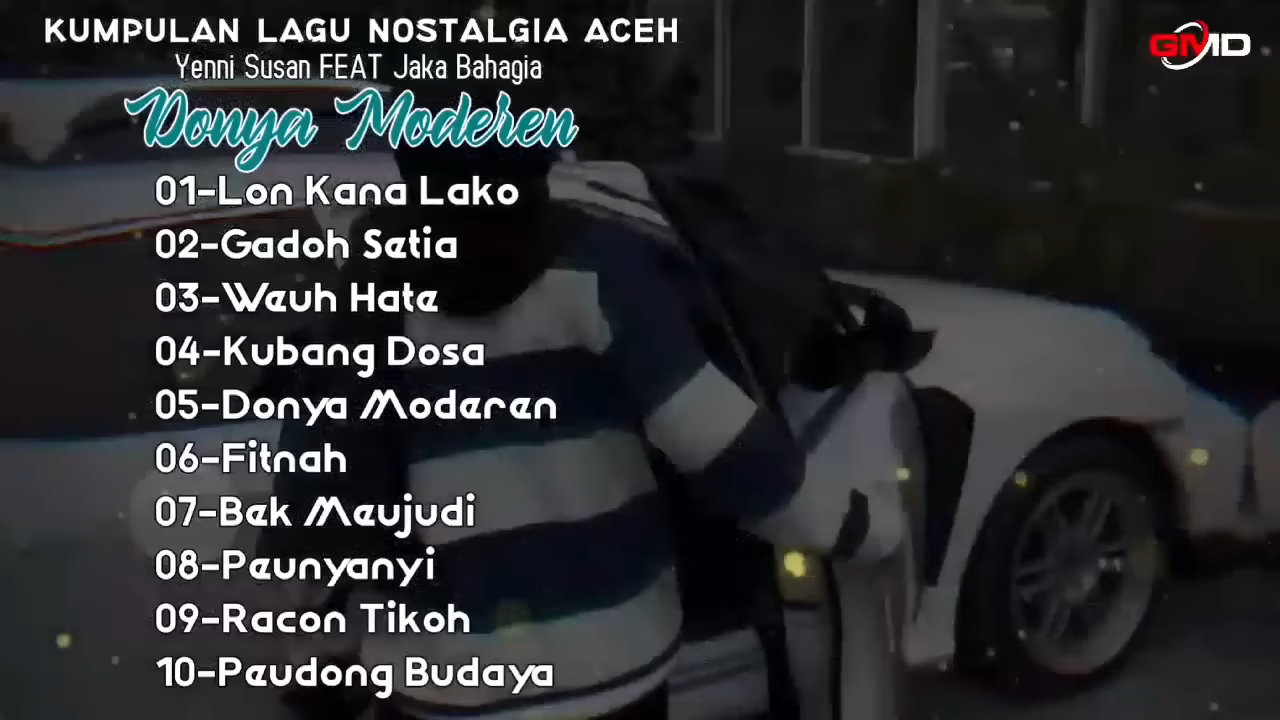 KUMPULAN LAGU NOSTALGIA ACEH
GMD
Yenni Susan FEAT Jaka Bahagia
Donya Moderen
01-Lon Kana Lako
02-Gadoh Setia
03-Weuh Hate
04-Kubang Dosa
05-Donya Moderen
06-Fitnah
07-Bek Meujudi
08-Peunyanyi
09-Racon Tikoh
10-Peudong Budaya